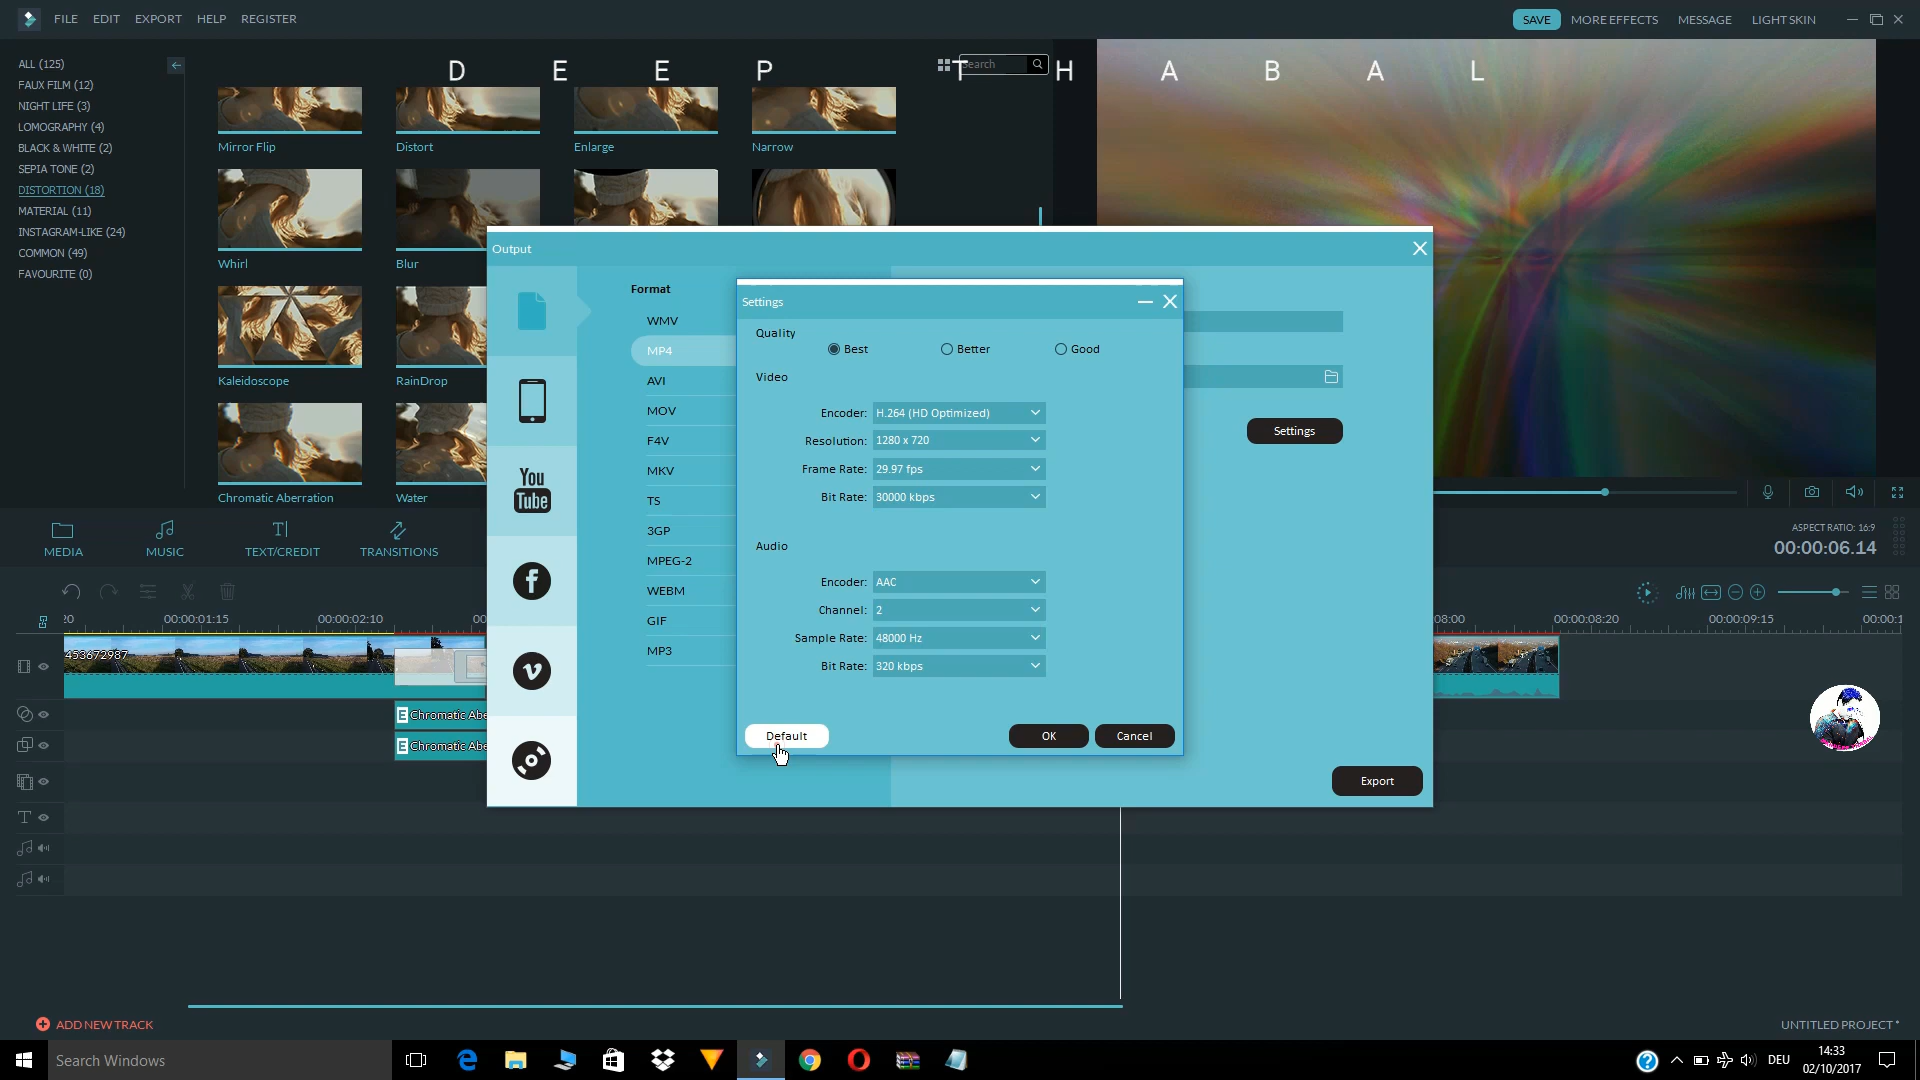 FILE EDIT EXPORT HELP REGISTER
SAVE MORE EFFECTS MESSAGE LIGHT SKIN
D E E P T H A B A L
Search
ALL (125)
FAUX FILM (12)
NIGHT LIFE (3)
LOMOGRAPHY (4)
BLACK & WHITE (2)
SEPIA TONE (2)
DISTORTION (18)
MATERIAL (11)
INSTAGRAM-LIKE (24)
COMMON (49)
FAVOURITE (0)
Mirror Flip Distort Enlarge Narrow
Whirl Blur
Kaleidoscope RainDrop
Chromatic Aberration Water
Output
Format
WMV
MP4
AVI
MOV
F4V
MKV
TS
3GP
MPEG-2
WEBM
GIF
MP3
You
Tube
Settings
Export
Settings
Quality
Best Better Good
Video
Encoder: H.264 (HD Optimized)
Resolution: 1280 x 720
Frame Rate: 29.97 fps
Bit Rate: 30000 kbps
Audio
Encoder: AAC
Channel: 2
Sample Rate: 48000 Hz
Bit Rate: 320 kbps
Default OK Cancel
MEDIA MUSIC TEXT/CREDIT TRANSITIONS
ASPECT RATIO: 16:9
00:00:06.14
:20 00:00:01:15 00:00:02:10 00 08:00 00:00:08:20 00:00:09:15 00:00:1
453672987
E Chromatic Abe
E Chromatic Abe
ADD NEW TRACK
UNTITLED PROJECT *
Search Windows
DEU
14:33
02/10/2017